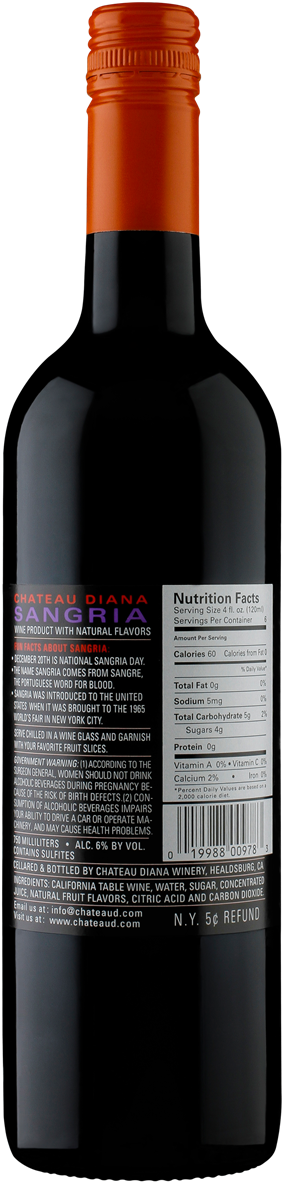 CHATEAU DIANA
SANGRIA
WINE PRODUCT WITH NATURAL FLAVORS
FUN FACTS ABOUT SANGRIA
• DECEMBER 20TH IS NATIONAL SANGRIA DAY.
• THE NAME SANGRIA COMES FROM SANGRE,
THE PORTUGUESE WORD FOR BLOOD.
• SANGRIA WAS INTRODUCED TO THE UNITED
STATES WHEN IT WAS BROUGHT TO THE 1965
WORLD'S FAIR IN NEW YORK CITY.
SERVE CHILLED IN A WINE GLASS AND GARNISH
WITH YOUR FAVORITE FRUIT SLICES.
GOVERNMENT WARNING: (1) ACCORDING TO THE
SURGEON GENERAL, WOMEN SHOULD NOT DRINK
ALCOHOLIC BEVERAGES DURING PREGNANCY BE-
CAUSE OF THE RISK OF BIRTH DEFECTS. (2) CON-
SUMPTION OF ALCOHOLIC BEVERAGES IMPAIRS
YOUR ABILITY TO DRIVE A CAR OR OPERATE MA-
CHINERY, AND MAY CAUSE HEALTH PROBLEMS.
MILLILITERS • ALC. 6% BY VOL.
CONTAINS SULFITES
Nutrition Facts
Serving Size 4 fl. oz. (120ml)
Servings Per Container 6
Amount Per Serving
Calories 60 Calories from Fat 0
% Daily Value*
Total Fat 0g 0%
Sodium 5mg 0%
Total Carbohydrate 5g 2%
Sugars 4g
Protein 0g
Vitamin A 0% • Vitamin C 0%
Calcium 2% • Iron 0%
*Percent Daily Values are based on a
2,000 calorie diet.
0 19988 00978 3
CELLARED & BOTTLED BY CHATEAU DIANA WINERY, HEALDSBURG, CA
INGREDIENTS: CALIFORNIA TABLE WINE, WATER, SUGAR, CONCENTRATED
JUICE, NATURAL FRUIT FLAVORS, CITRIC ACID AND CARBON DIOXIDE
Email us at: info@chateaud.com
Visit us at: www.chateaud.com
N.Y. 5¢ REFUND